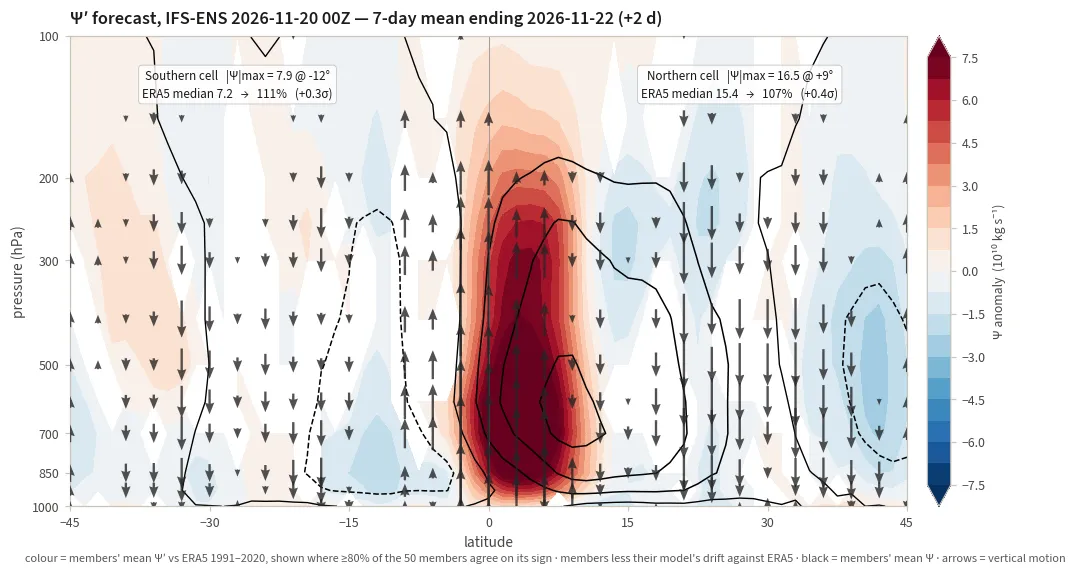 Ψ′ forecast, IFS-ENS 2026-11-20 00Z — 7-day mean ending 2026-11-22 (+2 d)
Southern cell |Ψ|max = 7.9 @ -12°
ERA5 median 7.2 → 111% (+0.3σ)
Northern cell |Ψ|max = 16.5 @ +9°
ERA5 median 15.4 → 107% (+0.4σ)
pressure (hPa)
100
200
300
500
700
850
1000
−45
−30
−15
0
15
30
45
latitude
7.5
6.0
4.5
3.0
1.5
0.0
−1.5
−3.0
−4.5
−6.0
−7.5
Ψ anomaly (10¹⁰ kg s⁻¹)
colour = members' mean Ψ′ vs ERA5 1991–2020, shown where ≥80% of the 50 members agree on its sign · members less their model's drift against ERA5 · black = members' mean Ψ · arrows = vertical motion